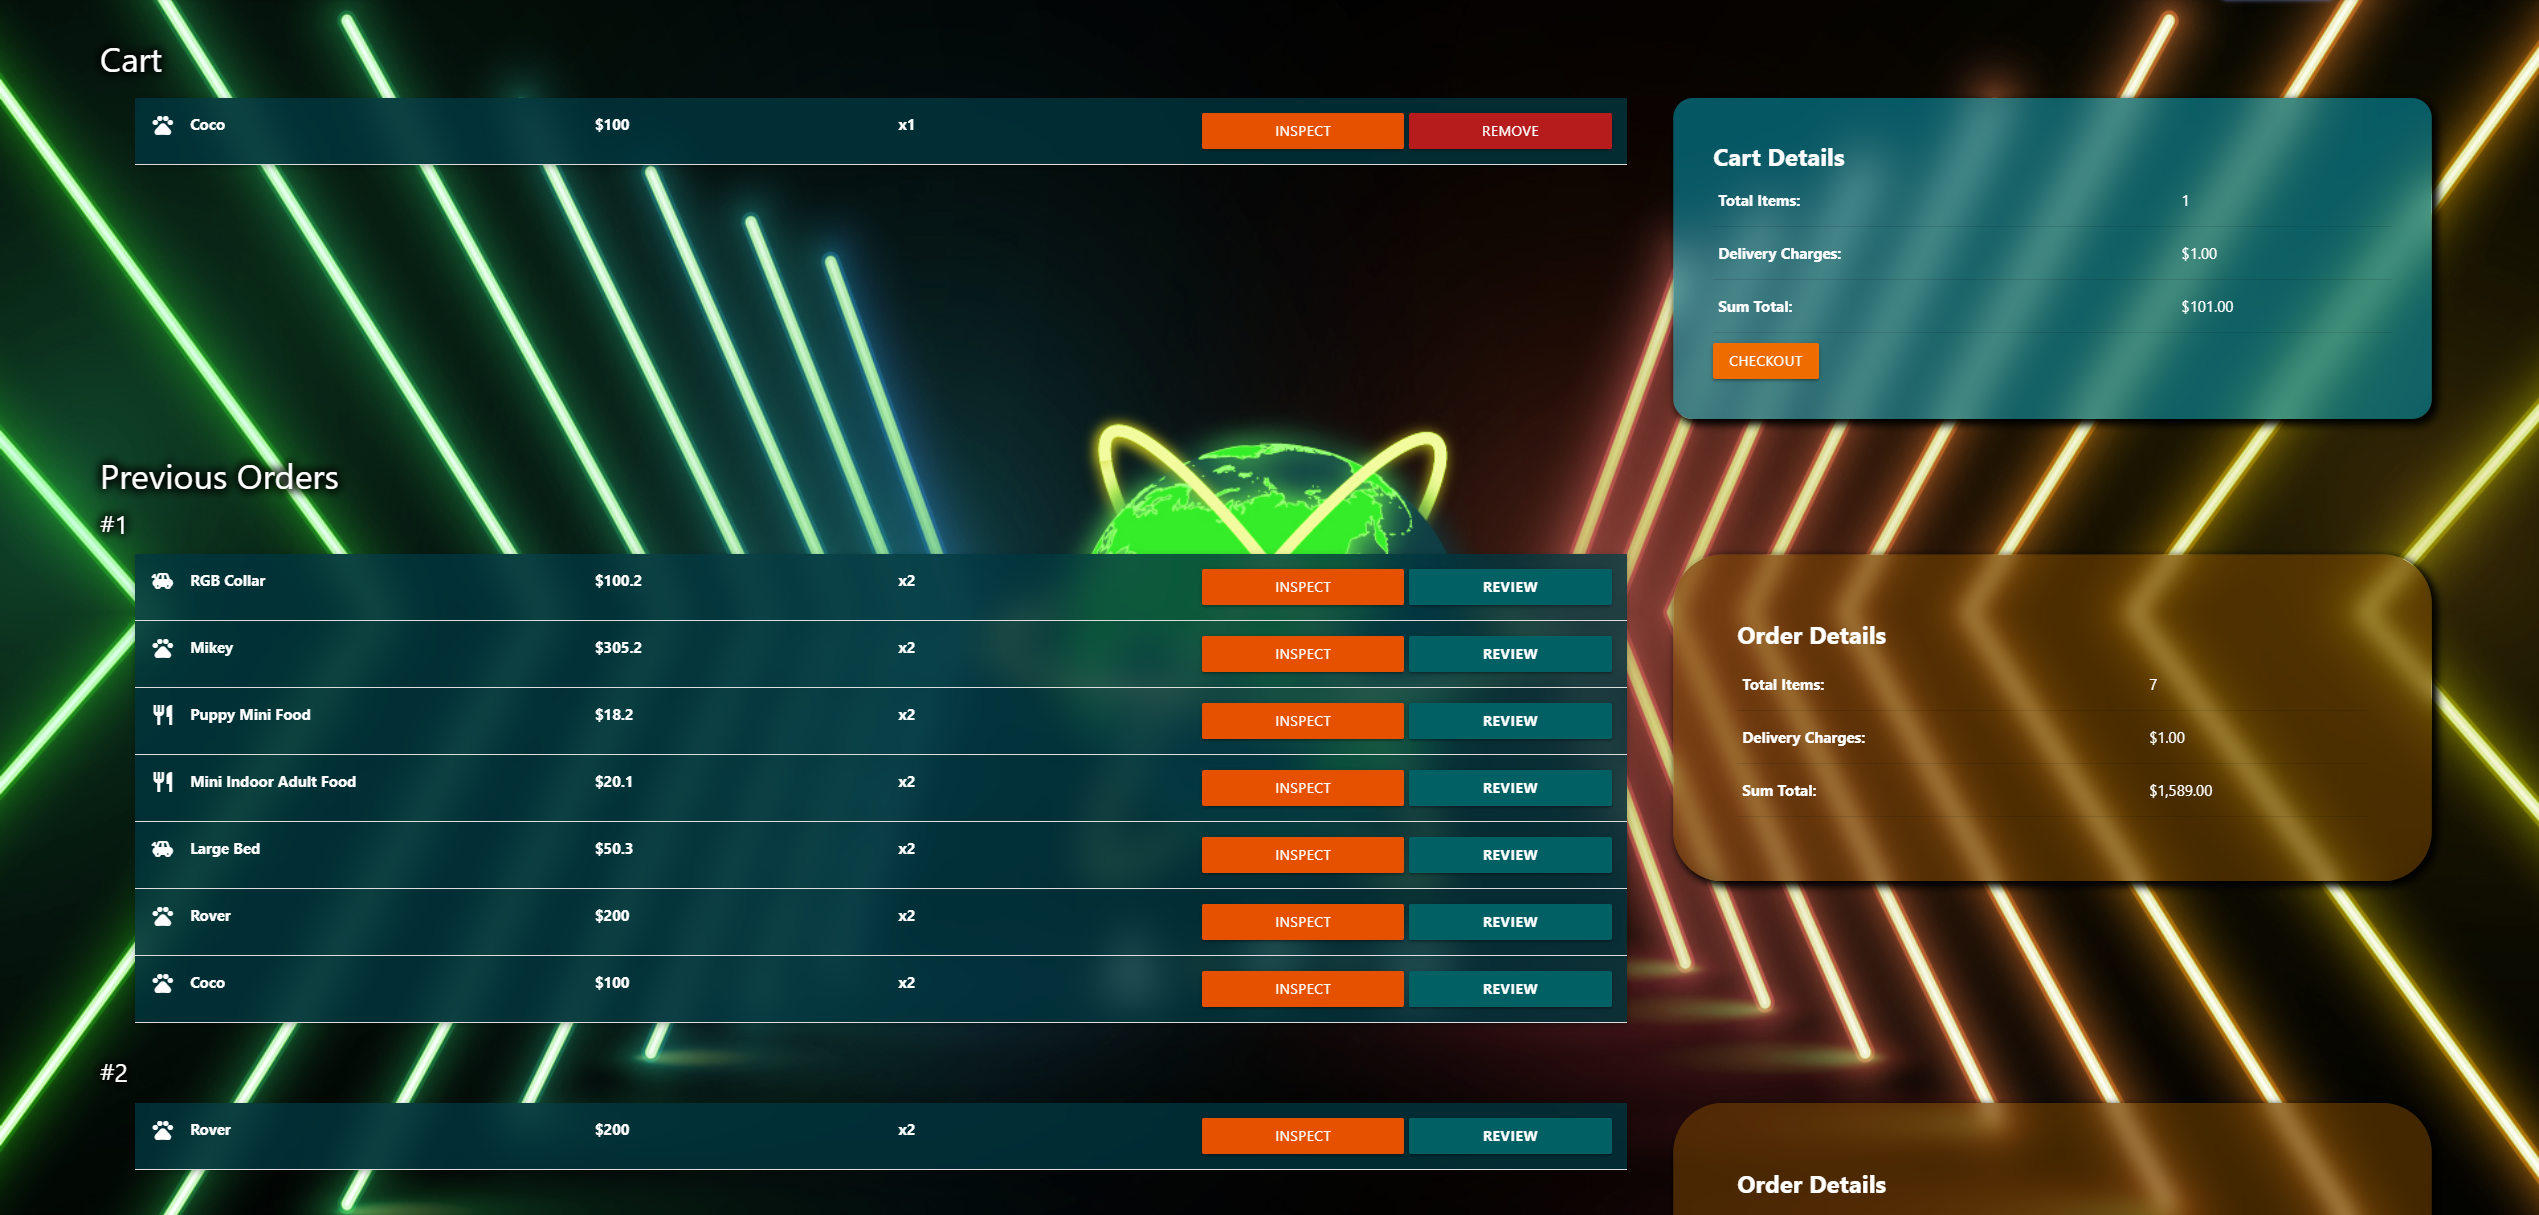 Cart
Coco $100 x1 INSPECT REMOVE
Cart Details
Total Items: 1
Delivery Charges: $1.00
Sum Total: $101.00
CHECKOUT
Previous Orders
#1
RGB Collar $100.2 x2 INSPECT REVIEW
Mikey $305.2 x2 INSPECT REVIEW
Puppy Mini Food $18.2 x2 INSPECT REVIEW
Mini Indoor Adult Food $20.1 x2 INSPECT REVIEW
Large Bed $50.3 x2 INSPECT REVIEW
Rover $200 x2 INSPECT REVIEW
Coco $100 x2 INSPECT REVIEW
Order Details
Total Items: 7
Delivery Charges: $1.00
Sum Total: $1,589.00
#2
Rover $200 x2 INSPECT REVIEW
Order Details